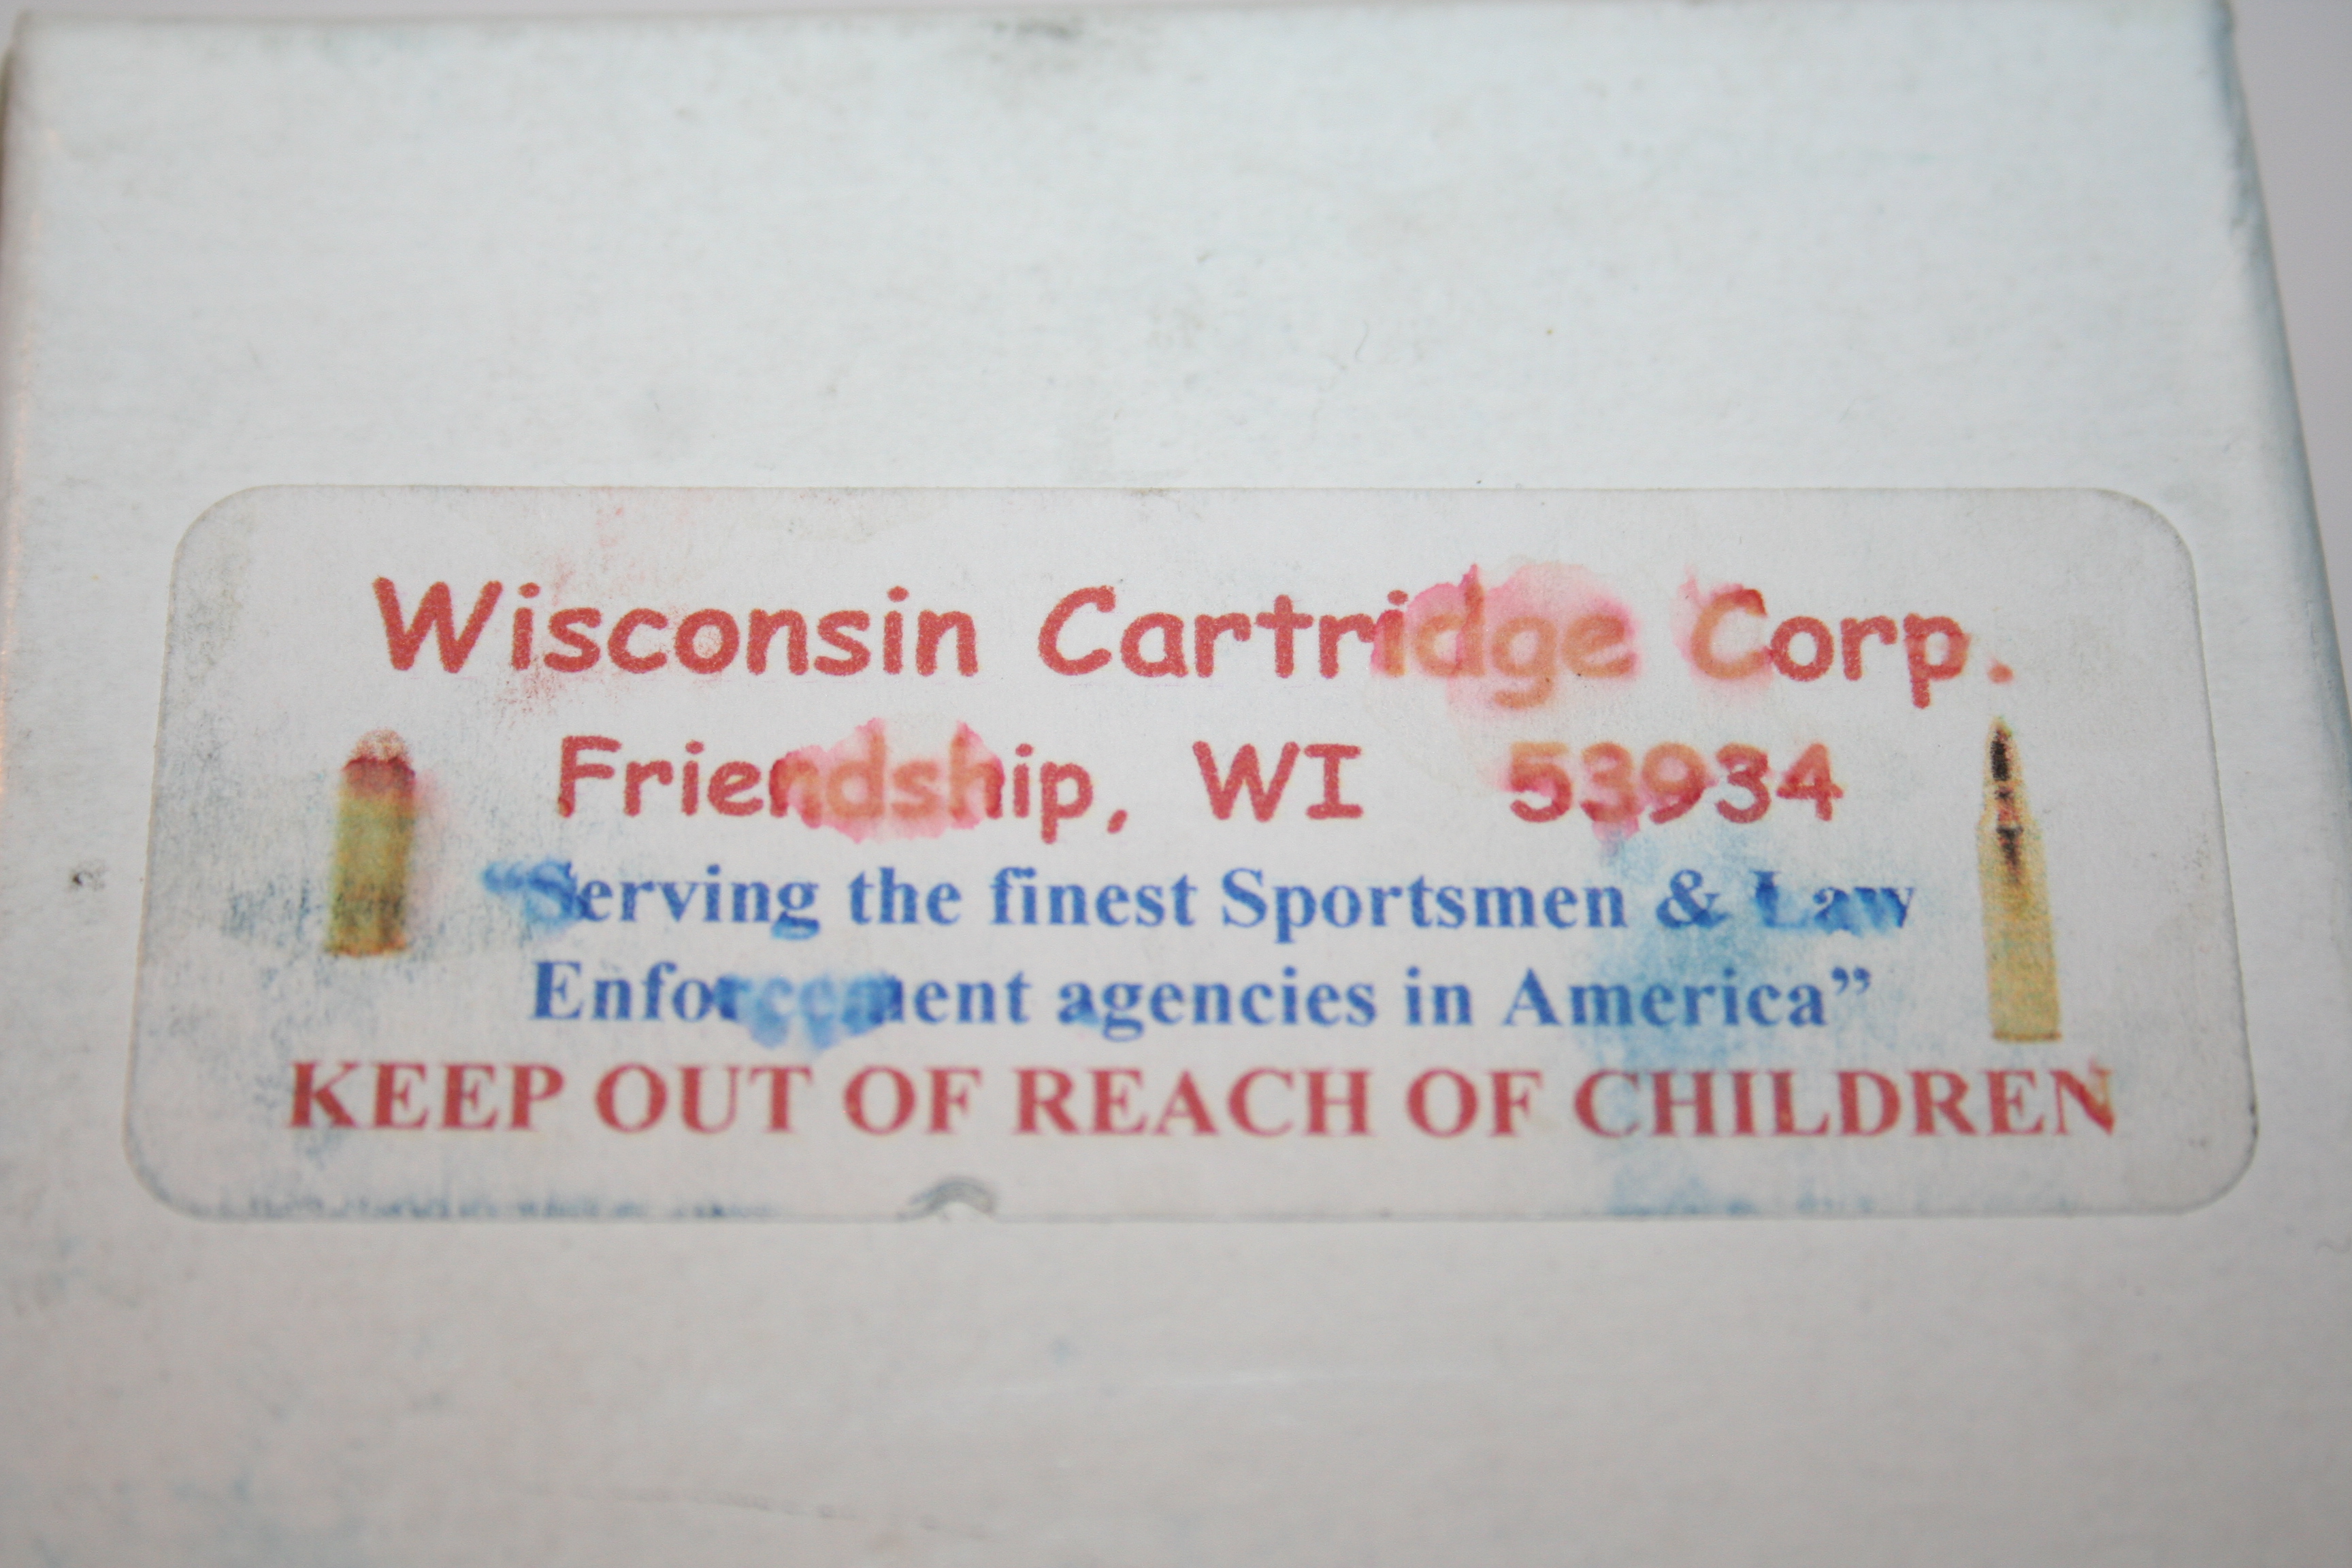 Wisconsin Cartridge Corp.
Friendship, WI 53934
“Serving the finest Sportsmen & Law
Enforcement agencies in America”
KEEP OUT OF REACH OF CHILDREN